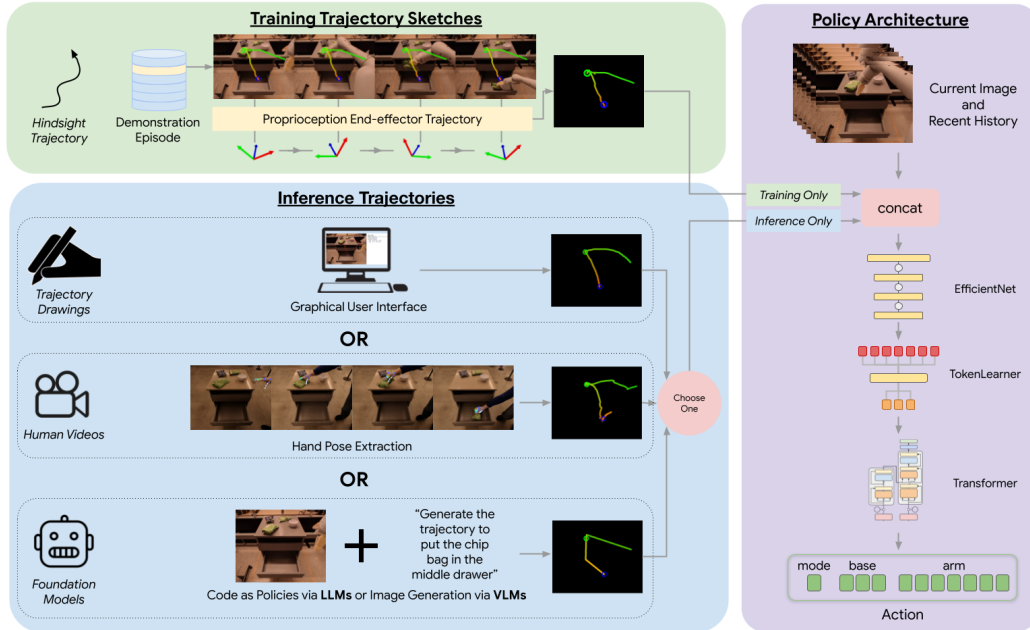 Training Trajectory Sketches
Hindsight
Trajectory
Demonstration
Episode
Proprioception End-effector Trajectory
Inference Trajectories
Trajectory
Drawings
Graphical User Interface
OR
Human Videos
Hand Pose Extraction
OR
Foundation
Models
“Generate the
trajectory to
put the chip
bag in the
middle drawer”
Code as Policies via LLMs or Image Generation via VLMs
Choose
One
Policy Architecture
Current Image
and
Recent History
Training Only
Inference Only
concat
EfficientNet
TokenLearner
Transformer
mode base arm
Action